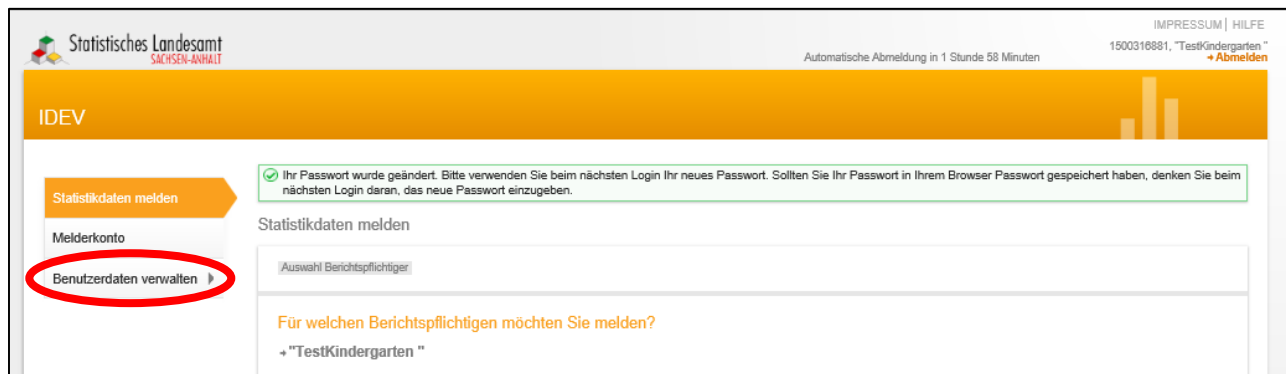 IMPRESSUM | HILFE
Statistisches Landesamt
SACHSEN-ANHALT
Automatische Abmeldung in 1 Stunde 58 Minuten
1500316881, "TestKindergarten "
Abmelden
IDEV
Statistikdaten melden
Melderkonto
Benutzerdaten verwalten
Ihr Passwort wurde geändert. Bitte verwenden Sie beim nächsten Login Ihr neues Passwort. Sollten Sie Ihr Passwort in Ihrem Browser Passwort gespeichert haben, denken Sie beim
nächsten Login daran, das neue Passwort einzugeben.
Statistikdaten melden
Auswahl Berichtspflichtiger
Für welchen Berichtspflichtigen möchten Sie melden?
"TestKindergarten "